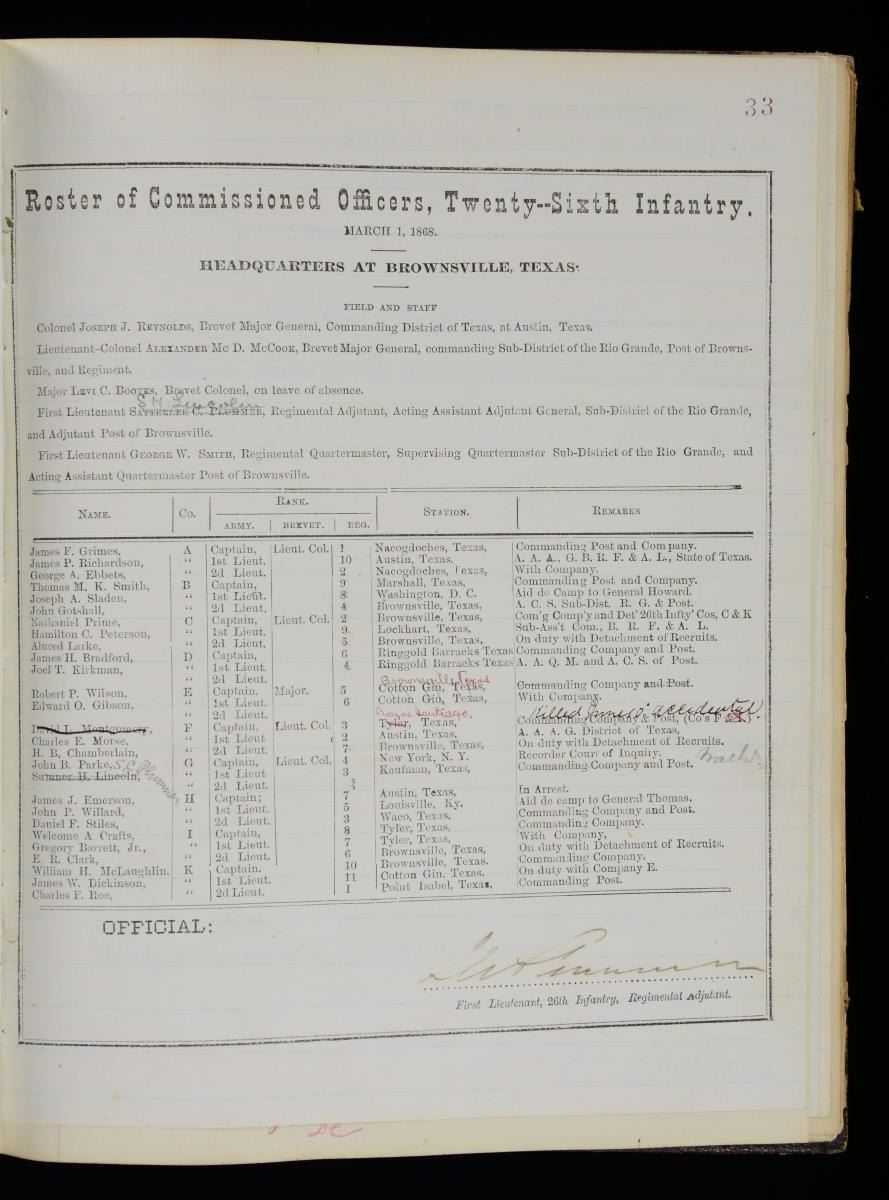 33
Roster of Commissioned Officers, Twenty--Sixth Infantry.
MARCH 1, 1868.
HEADQUARTERS AT BROWNSVILLE, TEXAS.
FIELD AND STAFF
Colonel JOSEPH J. REYNOLDS, Brevet Major General, Commanding District of Texas, at Austin, Texas.
Lieutenant-Colonel ALEXANDER Mc D. McCOOK, Brevet Major General, commanding Sub-District of the Rio Grande, Post of Browns-
ville, and Regiment.
Major LEVI C. BOOTES, Brevet Colonel, on leave of absence.
S H. Lincoln
First Lieutenant SATTERLEE C. PLUMMER, Regimental Adjutant, Acting Assistant Adjutant General, Sub-District of the Rio Grande,
and Adjutant Post of Brownsville.
First Lieutenant GEORGE W. SMITH, Regimental Quartermaster, Supervising Quartermaster Sub-District of the Rio Grande, and
Acting Assistant Quartermaster Post of Brownsville.
NAME. CO. RANK. STATION. REMARKS
ARMY. BREVET. REG.
James F. Grimes, A Captain, Lieut. Col. 1 Nacogdoches, Texas, Commanding Post and Company.
James P. Richardson, “ 1st Lieut. 10 Austin, Texas, A. A. A., G. B. R. F. & A. L., State of Texas.
George A. Ebbets, “ 2d Lieut. 2 Nacogdoches, Texas, With Company.
Thomas M. K. Smith, B Captain, 9 Marshall, Texas, Commanding Post and Company.
Joseph A. Sladen, “ 1st Lieut. 8 Washington, D. C. Aid de Camp to General Howard.
John Gotshall, “ 2d Lieut. 4 Brownsville, Texas, A. C. S. Sub-Dist. R. G. & Post.
Nathaniel Prime, C Captain, Lieut. Col. 2 Brownsville, Texas, Com'g Comp'y and Det' 26th Infty' Cos, C & K
Hamilton C. Peterson, “ 1st Lieut. 9 Lockhart, Texas, Sub-Ass't Com., B. R. F. & A. L.
Alured Larke, “ 2d Lieut. 5 Brownsville, Texas, On duty with Detachment of Recruits.
James H. Bradford, D Captain, 6 Ringgold Barracks Texas Commanding Company and Post.
Joel T. Kirkman, “ 1st Lieut. 4 Ringgold Barracks Texas A. A. Q. M. and A. C. S. of Post.
“ 2d Lieut.
Brownsville Texas
Robert P. Wilson, E Captain, Major. 5 Cotton Gin, Texas, Commanding Company and Post.
Edward O. Gibson, “ 1st Lieut. 6 Cotton Gin, Texas, With Company.
“ 2d Lieut.
Brazos Santiago. Killed accidental
David L. Montgomery, F Captain, Lieut. Col. 3 Tyler, Texas, Commanding Company & Post, (Co's F &
Charles E. Morse, “ 1st Lieut 2 Austin, Texas, A. A. A. G. District of Texas,
H. B, Chamberlain, “ 2d Lieut. 7 Brownsville, Texas, On duty with Detachment of Recruits.
John B. Parke, S. C. Plummer G Captain, Lieut. Col. 4 New York, N. Y. Recorder Court of Inquiry.
Sumner H. Lincoln, “ 1st Lieut 3 Kaufman, Texas, Commanding Company and Post.
“ 2d Lieut.
James J. Emerson, H Captain; 7 Austin, Texas, In Arrest.
John P. Willard, “ 1st Lieut. 5 Louisville, Ky. Aid de camp to General Thomas.
Daniel F. Stiles, “ 2d Lieut. 3 Waco, Texas, Commanding Company and Post.
Welcome A Crafts, I Captain, 8 Tyler, Texas, Commanding Company.
Gregory Barrett, Jr., “ 1st Lieut. 7 Tyler, Texas, With Company,
E. R. Clark, “ 2d Lieut. 6 Brownsville, Texas, On duty with Detachment of Recruits.
William H. McLaughlin, K Captain. 10 Brownsville, Texas. Commanding Company.
James W. Dickinson, “ 1st Lieut. 11 Cotton Gin, Texas. On duty with Company E.
Charles F. Roe, “ 2d Lieut. 1 Point Isabel, Texas, Commanding Post.
OFFICIAL:
First Lieutenant, 26th Infantry, Regimental Adjutant.